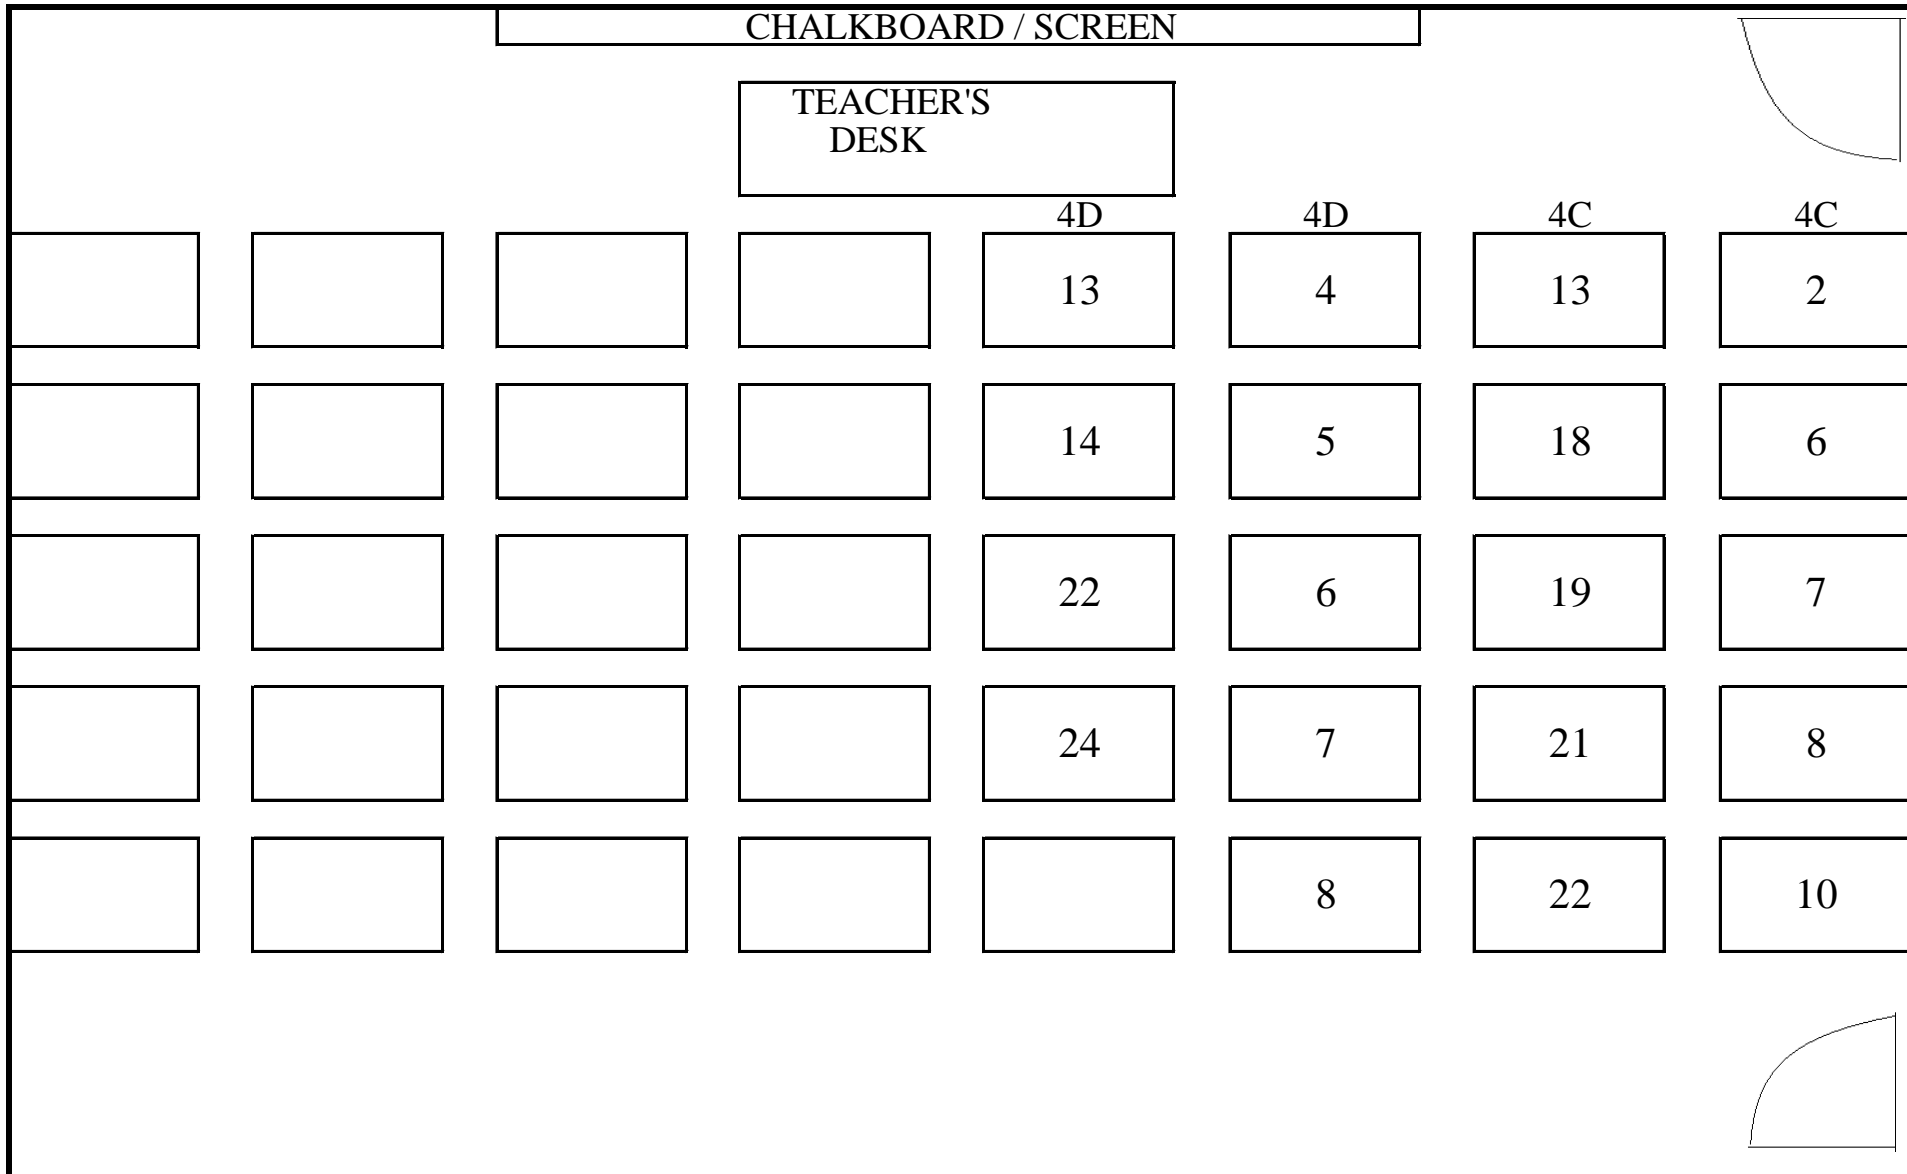 CHALKBOARD / SCREEN
TEACHER'S
DESK
4D 4D 4C 4C
13 4 13 2
14 5 18 6
22 6 19 7
24 7 21 8
8 22 10